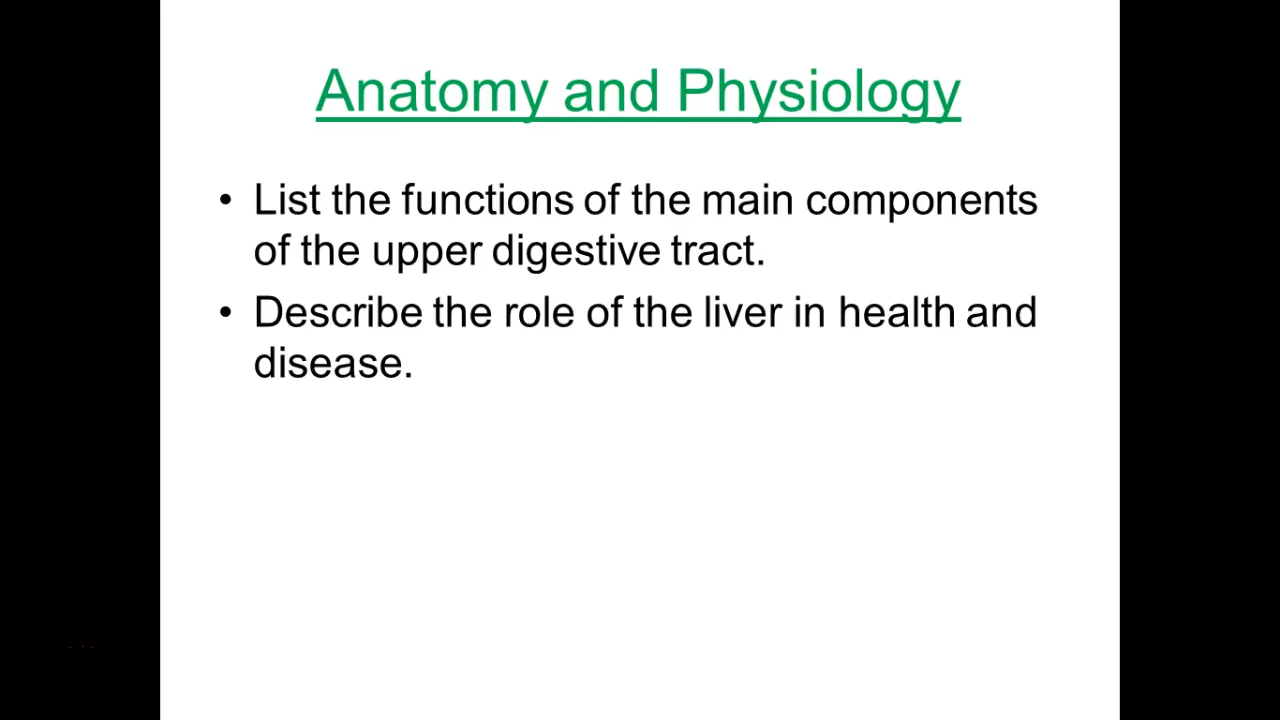 Anatomy and Physiology
• List the functions of the main components
of the upper digestive tract.
• Describe the role of the liver in health and
disease.